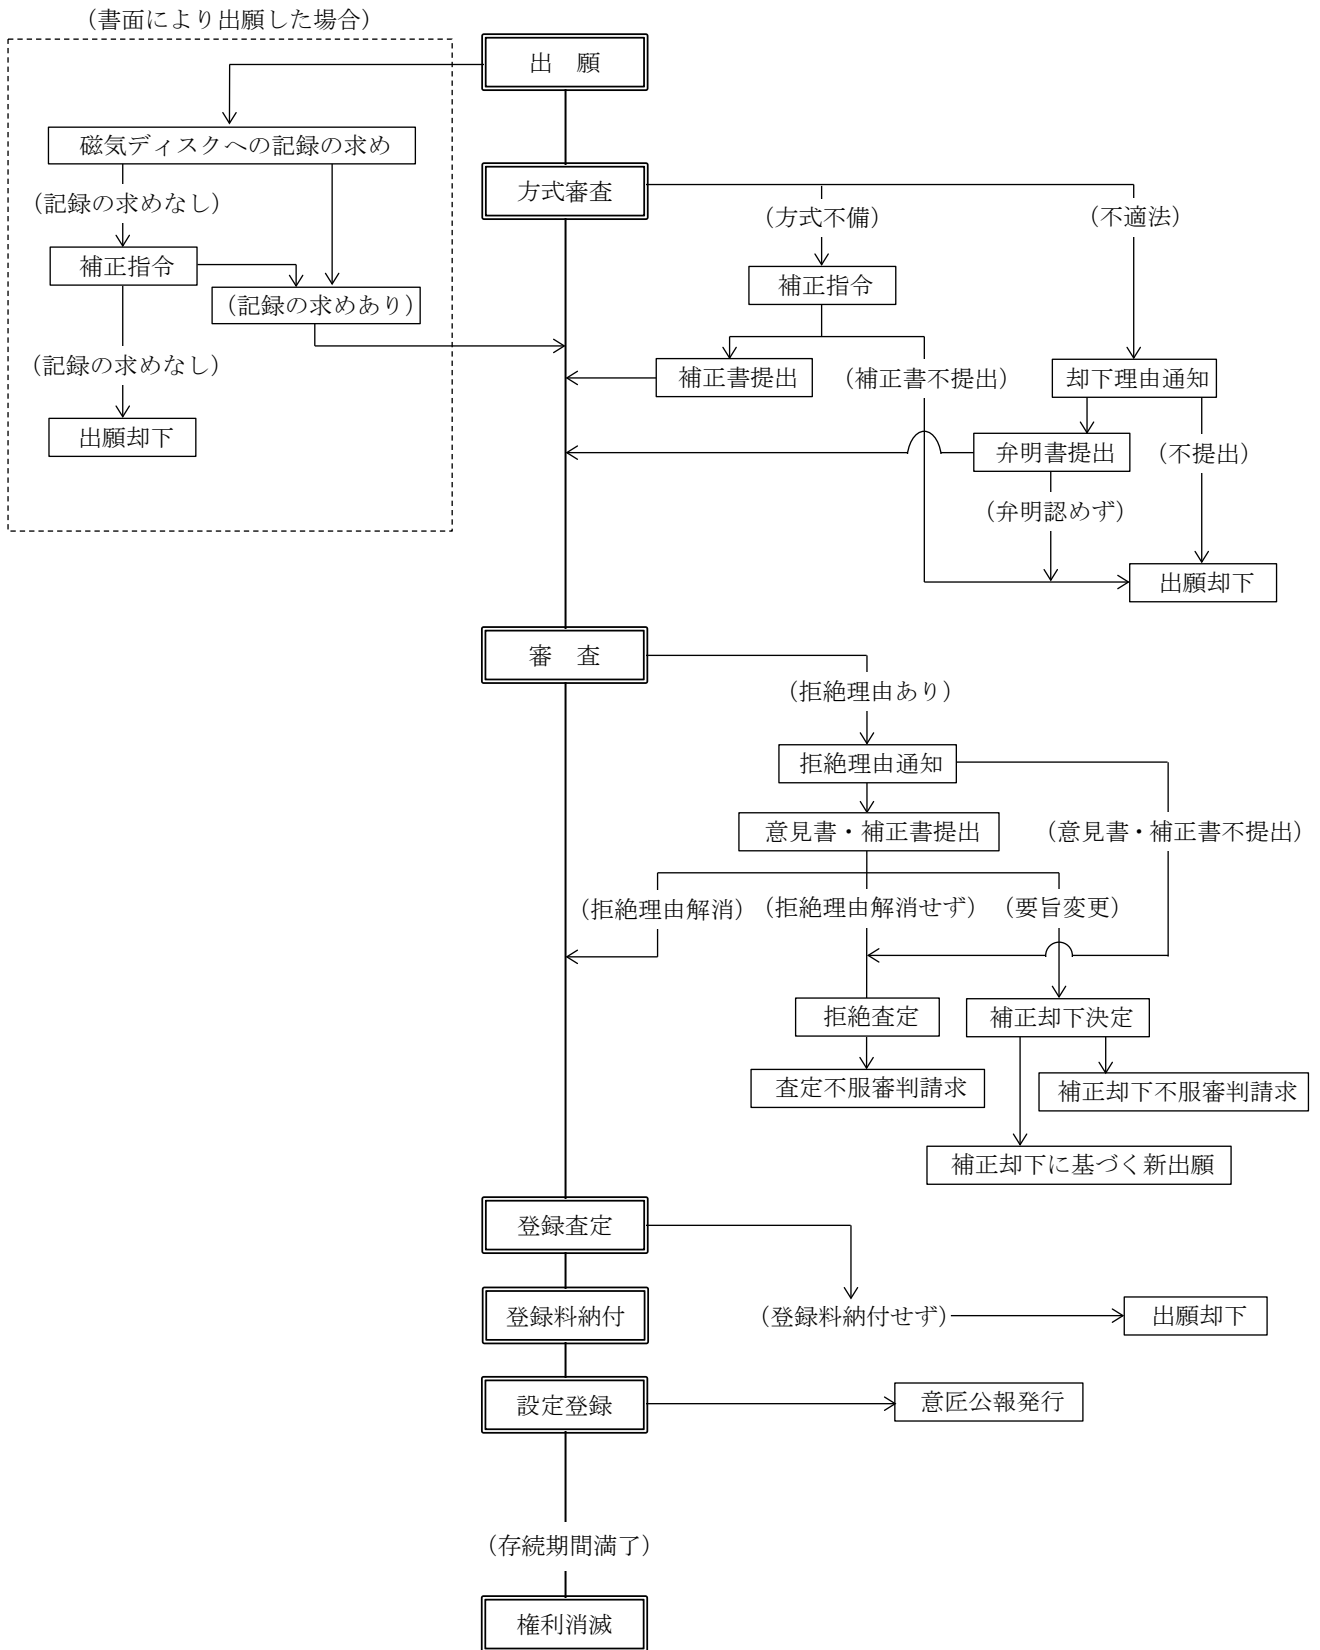 （書面により出願した場合）
出　願
磁気ディスクへの記録の求め
（記録の求めなし）
補正指令
（記録の求めあり）
（記録の求めなし）
出願却下
方式審査
（方式不備）
（不適法）
補正指令
補正書提出
（補正書不提出）
却下理由通知
弁明書提出
（不提出）
（弁明認めず）
出願却下
審　査
（拒絶理由あり）
拒絶理由通知
意見書・補正書提出
（意見書・補正書不提出）
（拒絶理由解消）
（拒絶理由解消せず）
（要旨変更）
拒絶査定
補正却下決定
査定不服審判請求
補正却下不服審判請求
補正却下に基づく新出願
登録査定
登録料納付
（登録料納付せず）
出願却下
設定登録
意匠公報発行
（存続期間満了）
権利消滅